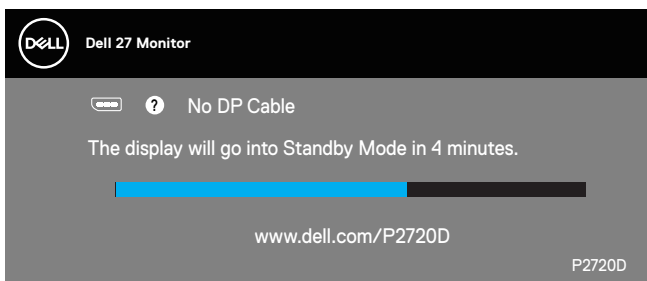 DELL
Dell 27 Monitor
? No DP Cable
The display will go into Standby Mode in 4 minutes.
www.dell.com/P2720D
P2720D